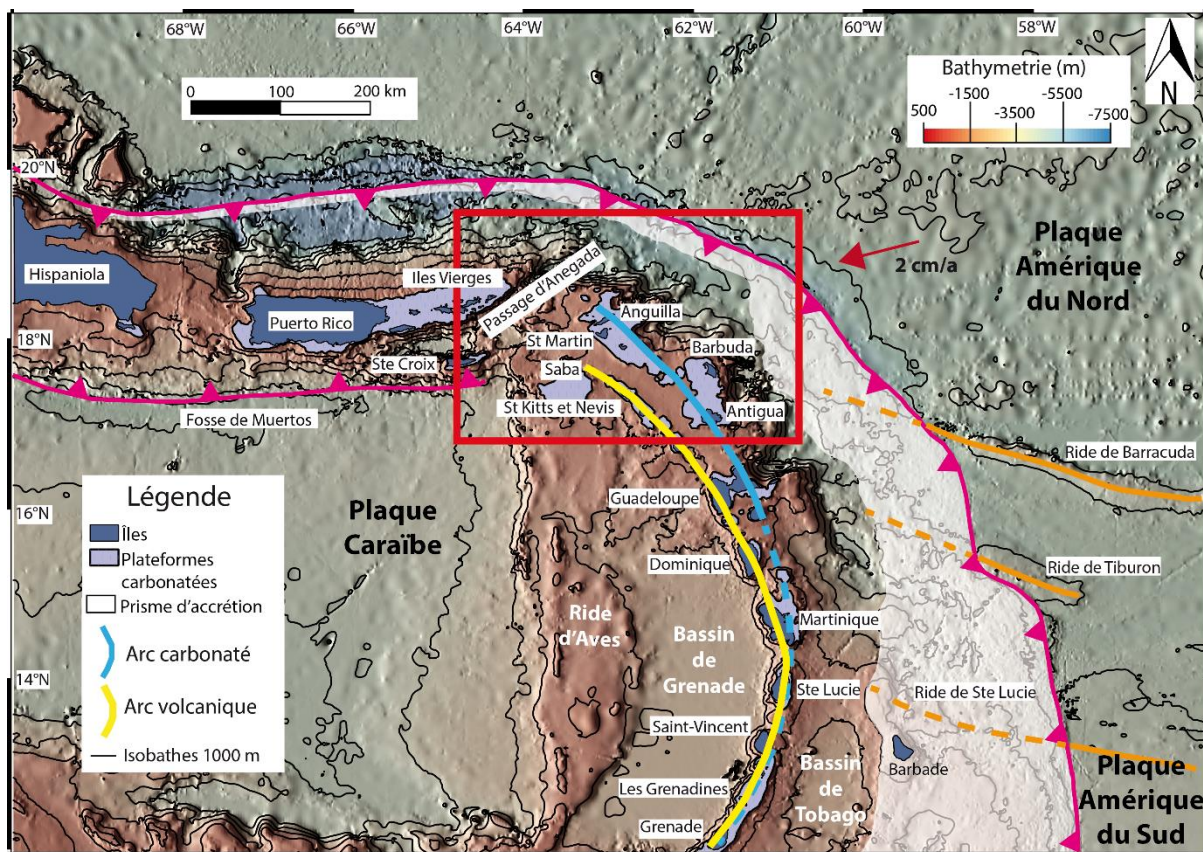 68°W
66°W
64°W
62°W
60°W
58°W
0 100 200 km
Bathymetrie (m)
500 -1500 -3500 -5500 -7500
N
20°N
Plaque
Amérique
du Nord
2 cm/a
Hispaniola
Iles Vierges
Passage d'Anegada
Puerto Rico
Anguilla
18°N
St Martin
Barbuda
Ste Croix
Saba
St Kitts et Nevis
Antigua
Fosse de Muertos
Ride de Barracuda
Légende
Îles
Plateformes
carbonatées
Prisme d'accrétion
Arc carbonaté
Arc volcanique
Isobathes 1000 m
Guadeloupe
16°N
Plaque
Caraïbe
Dominique
Ride de Tiburon
Ride
d'Aves
Martinique
Bassin
de
Grenade
14°N
Ste Lucie
Ride de Ste Lucie
Saint-Vincent
Barbade
Bassin
de
Tobago
Les Grenadines
Grenade
Plaque
Amérique
du Sud